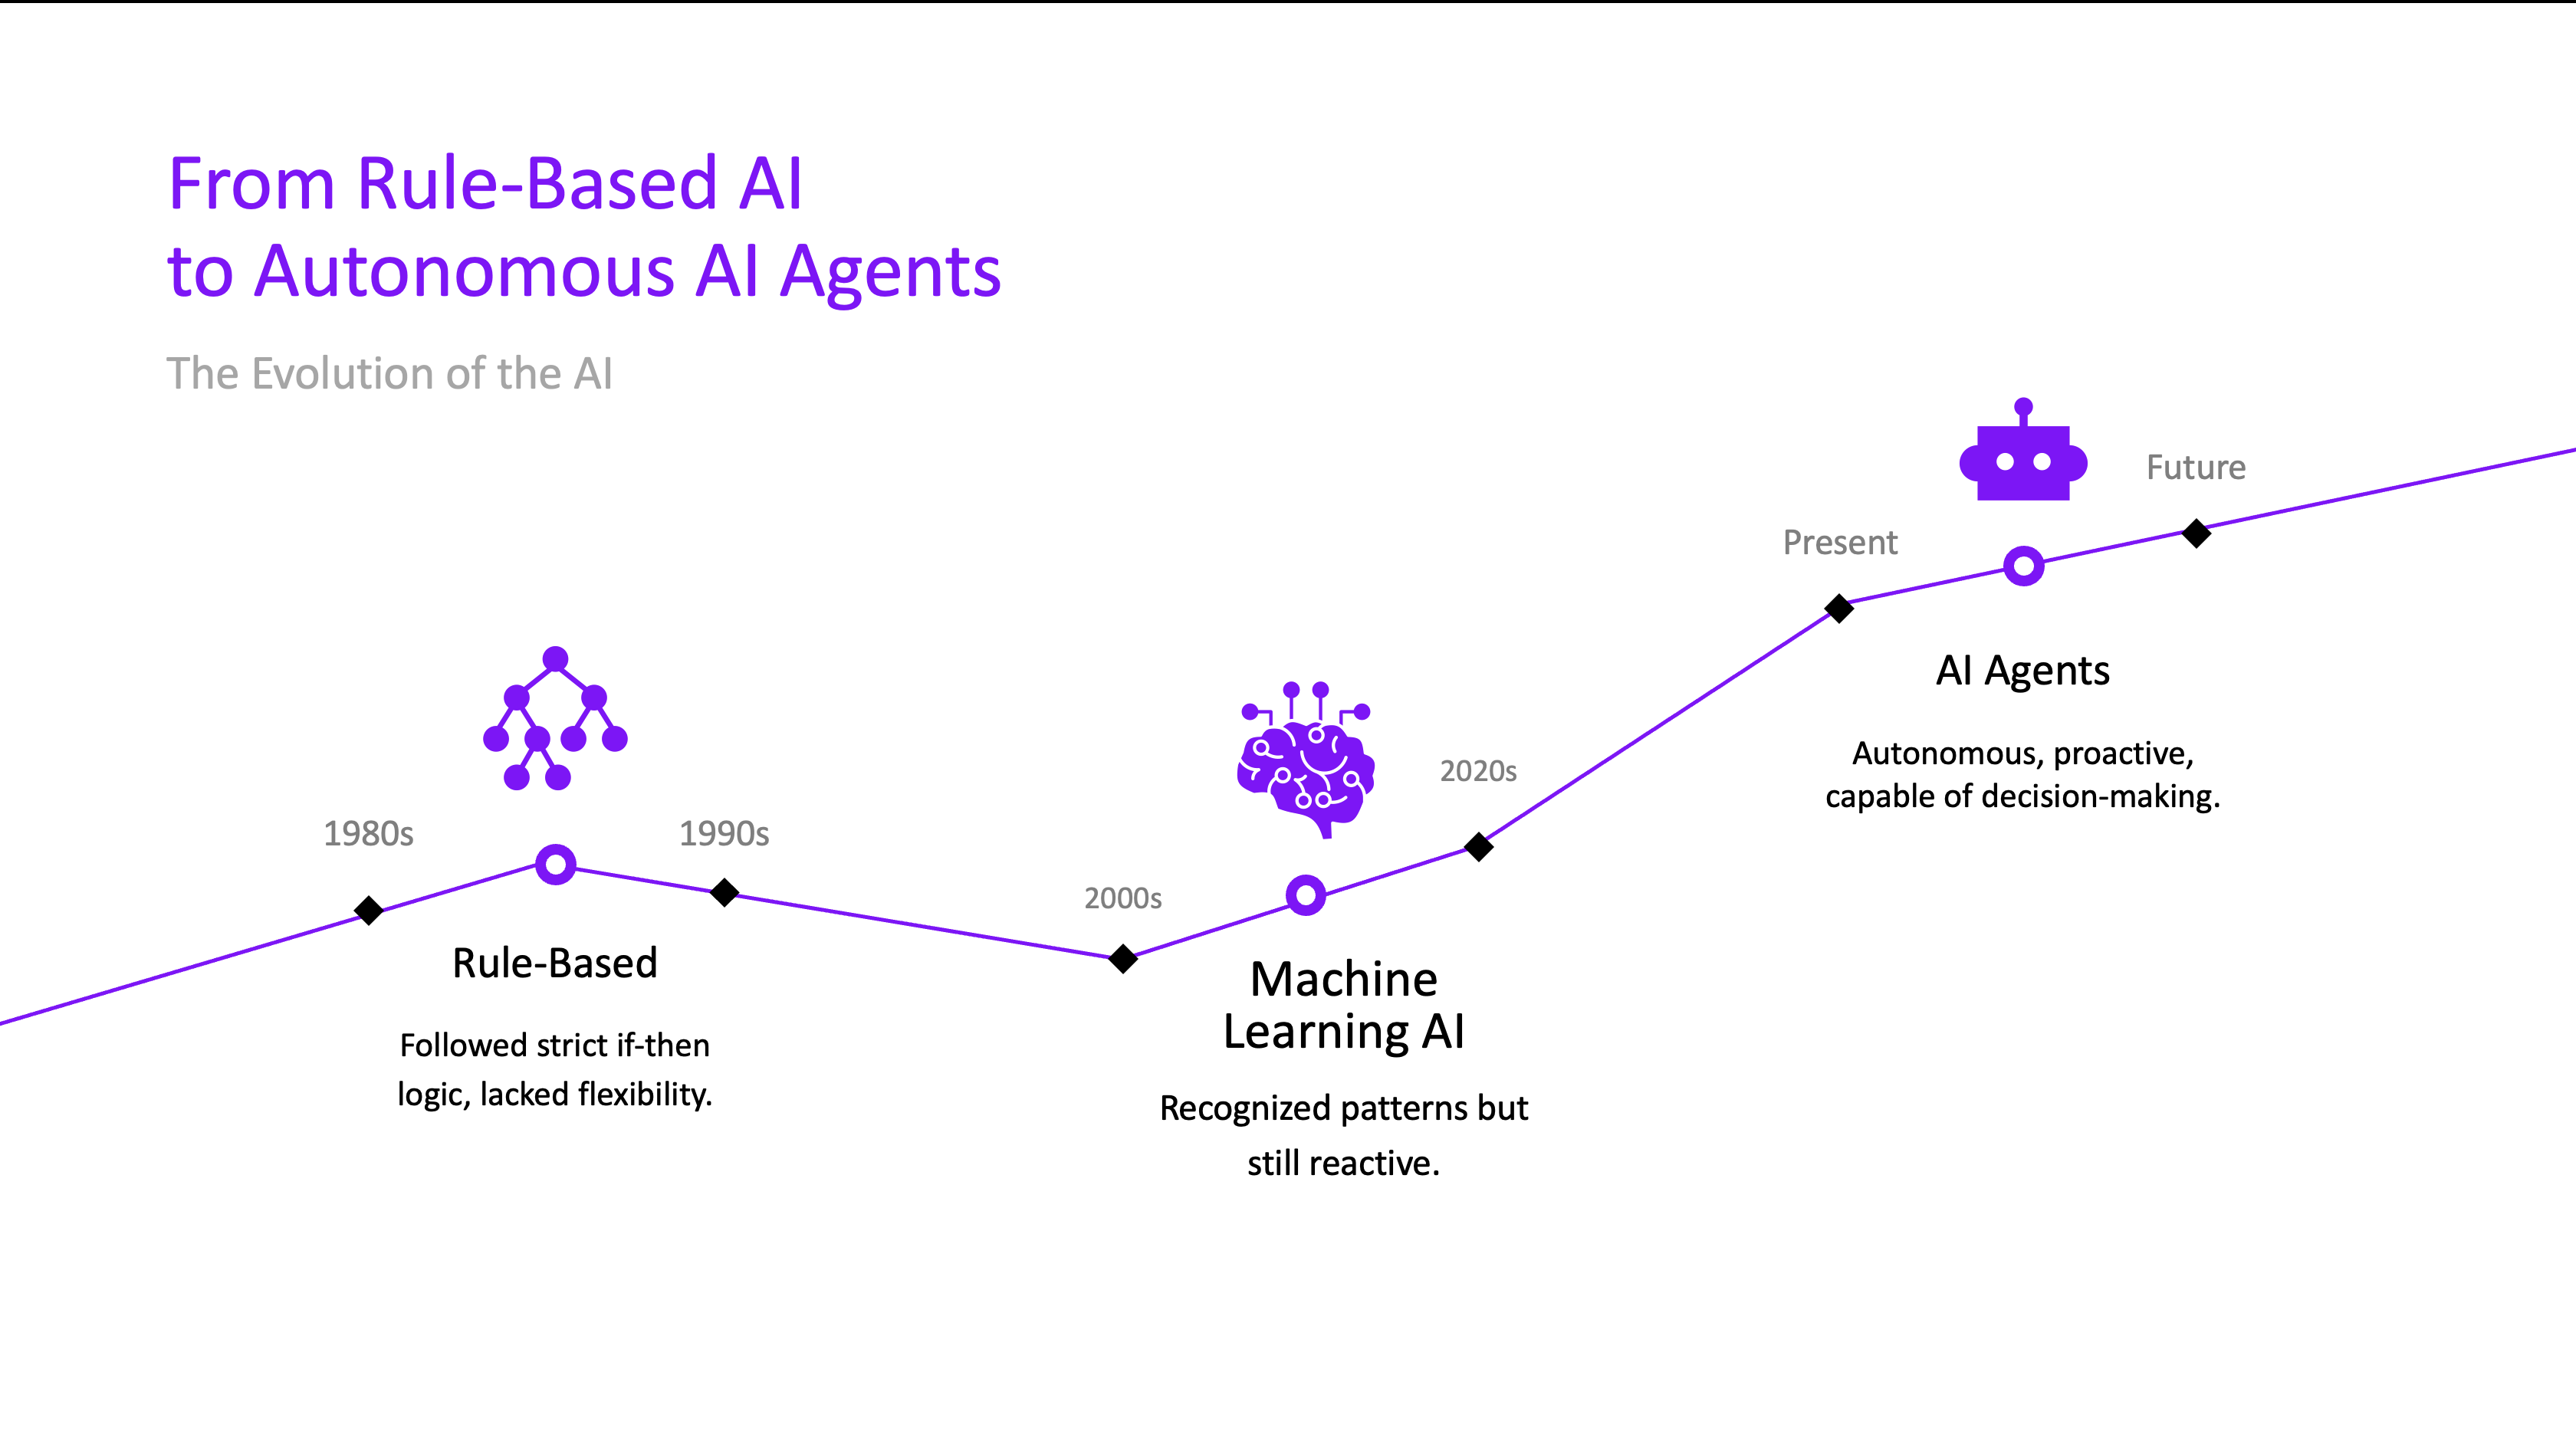 From Rule-Based AI
to Autonomous AI Agents
The Evolution of the AI
1980s
1990s
Rule-Based
Followed strict if-then
logic, lacked flexibility.
2000s
2020s
Machine
Learning AI
Recognized patterns but
still reactive.
Present
Future
AI Agents
Autonomous, proactive,
capable of decision-making.